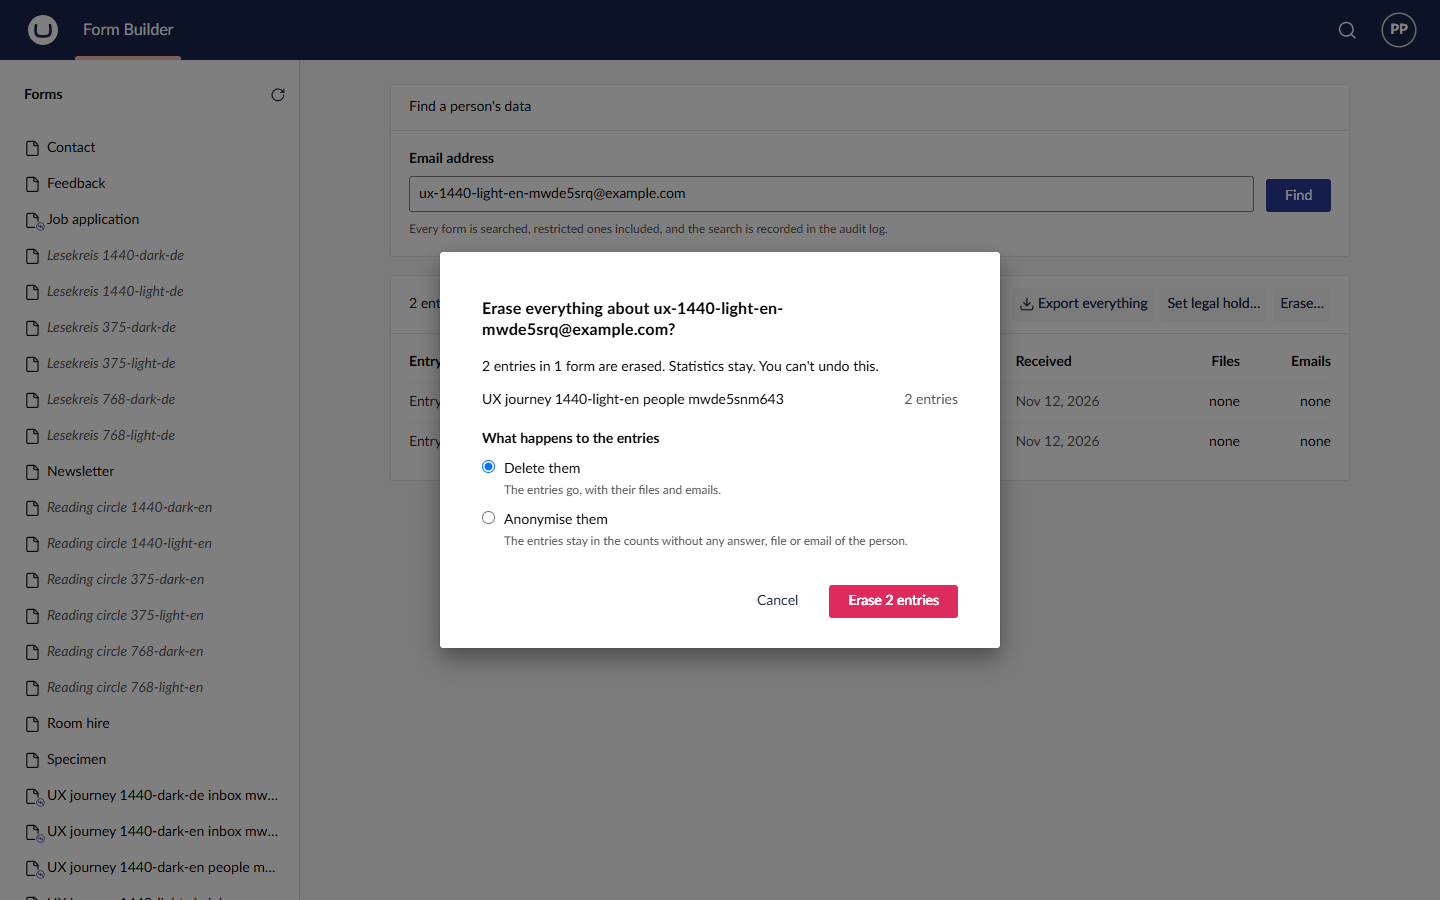 Form Builder
PP
Forms
Contact
Feedback
Job application
Lesekreis 1440-dark-de
Lesekreis 1440-light-de
Lesekreis 375-dark-de
Lesekreis 375-light-de
Lesekreis 768-dark-de
Lesekreis 768-light-de
Newsletter
Reading circle 1440-dark-en
Reading circle 1440-light-en
Reading circle 375-dark-en
Reading circle 375-light-en
Reading circle 768-dark-en
Reading circle 768-light-en
Room hire
Specimen
UX journey 1440-dark-de inbox mw...
UX journey 1440-dark-en inbox mw...
UX journey 1440-dark-en people m...
Find a person's data
Email address
ux-1440-light-en-mwde5srq@example.com
Find
Every form is searched, restricted ones included, and the search is recorded in the audit log.
2 ent
Export everything
Set legal hold...
Erase...
Entry
Received
Files
Emails
Entry
Nov 12, 2026
none
none
Entry
Nov 12, 2026
none
none
Erase everything about ux-1440-light-en-
mwde5srq@example.com?
2 entries in 1 form are erased. Statistics stay. You can't undo this.
UX journey 1440-light-en people mwde5snm643
2 entries
What happens to the entries
Delete them
The entries go, with their files and emails.
Anonymise them
The entries stay in the counts without any answer, file or email of the person.
Cancel
Erase 2 entries